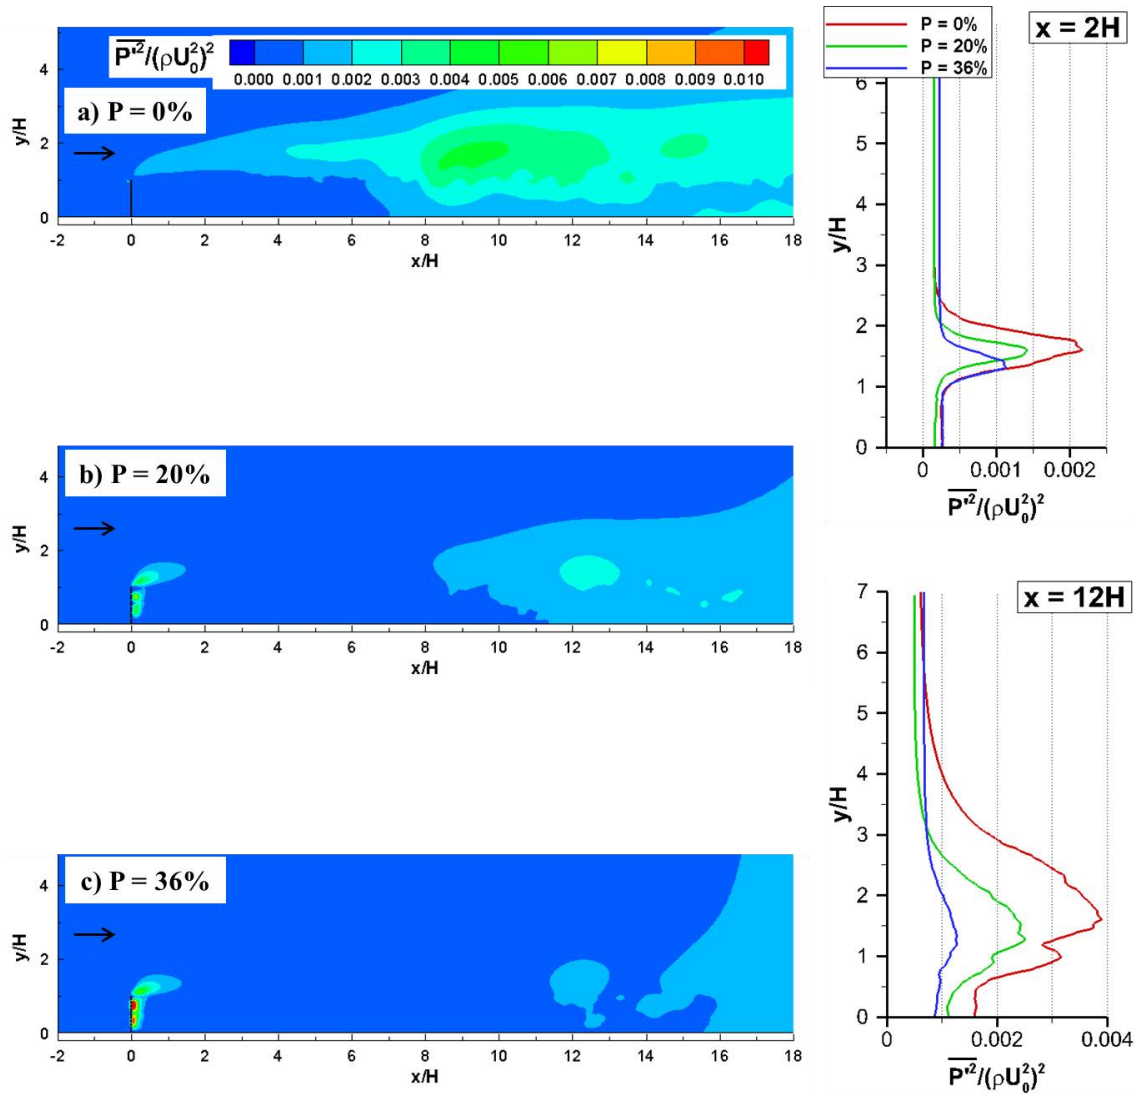 P'²/(ρU₀²)²
0.000 0.001 0.002 0.003 0.004 0.005 0.006 0.007 0.008 0.009 0.010
a) P = 0%
y/H
4
2
0
-2 0 2 4 6 8 10 12 14 16 18
x/H
P = 0%
P = 20%
P = 36%
x = 2H
y/H
6
5
4
3
2
1
0
0 0.001 0.002
P'²/(ρU₀²)²
b) P = 20%
y/H
4
2
0
-2 0 2 4 6 8 10 12 14 16 18
x/H
x = 12H
y/H
7
6
5
4
3
2
1
0
0 0.002 0.004
P'²/(ρU₀²)²
c) P = 36%
y/H
4
2
0
-2 0 2 4 6 8 10 12 14 16 18
x/H